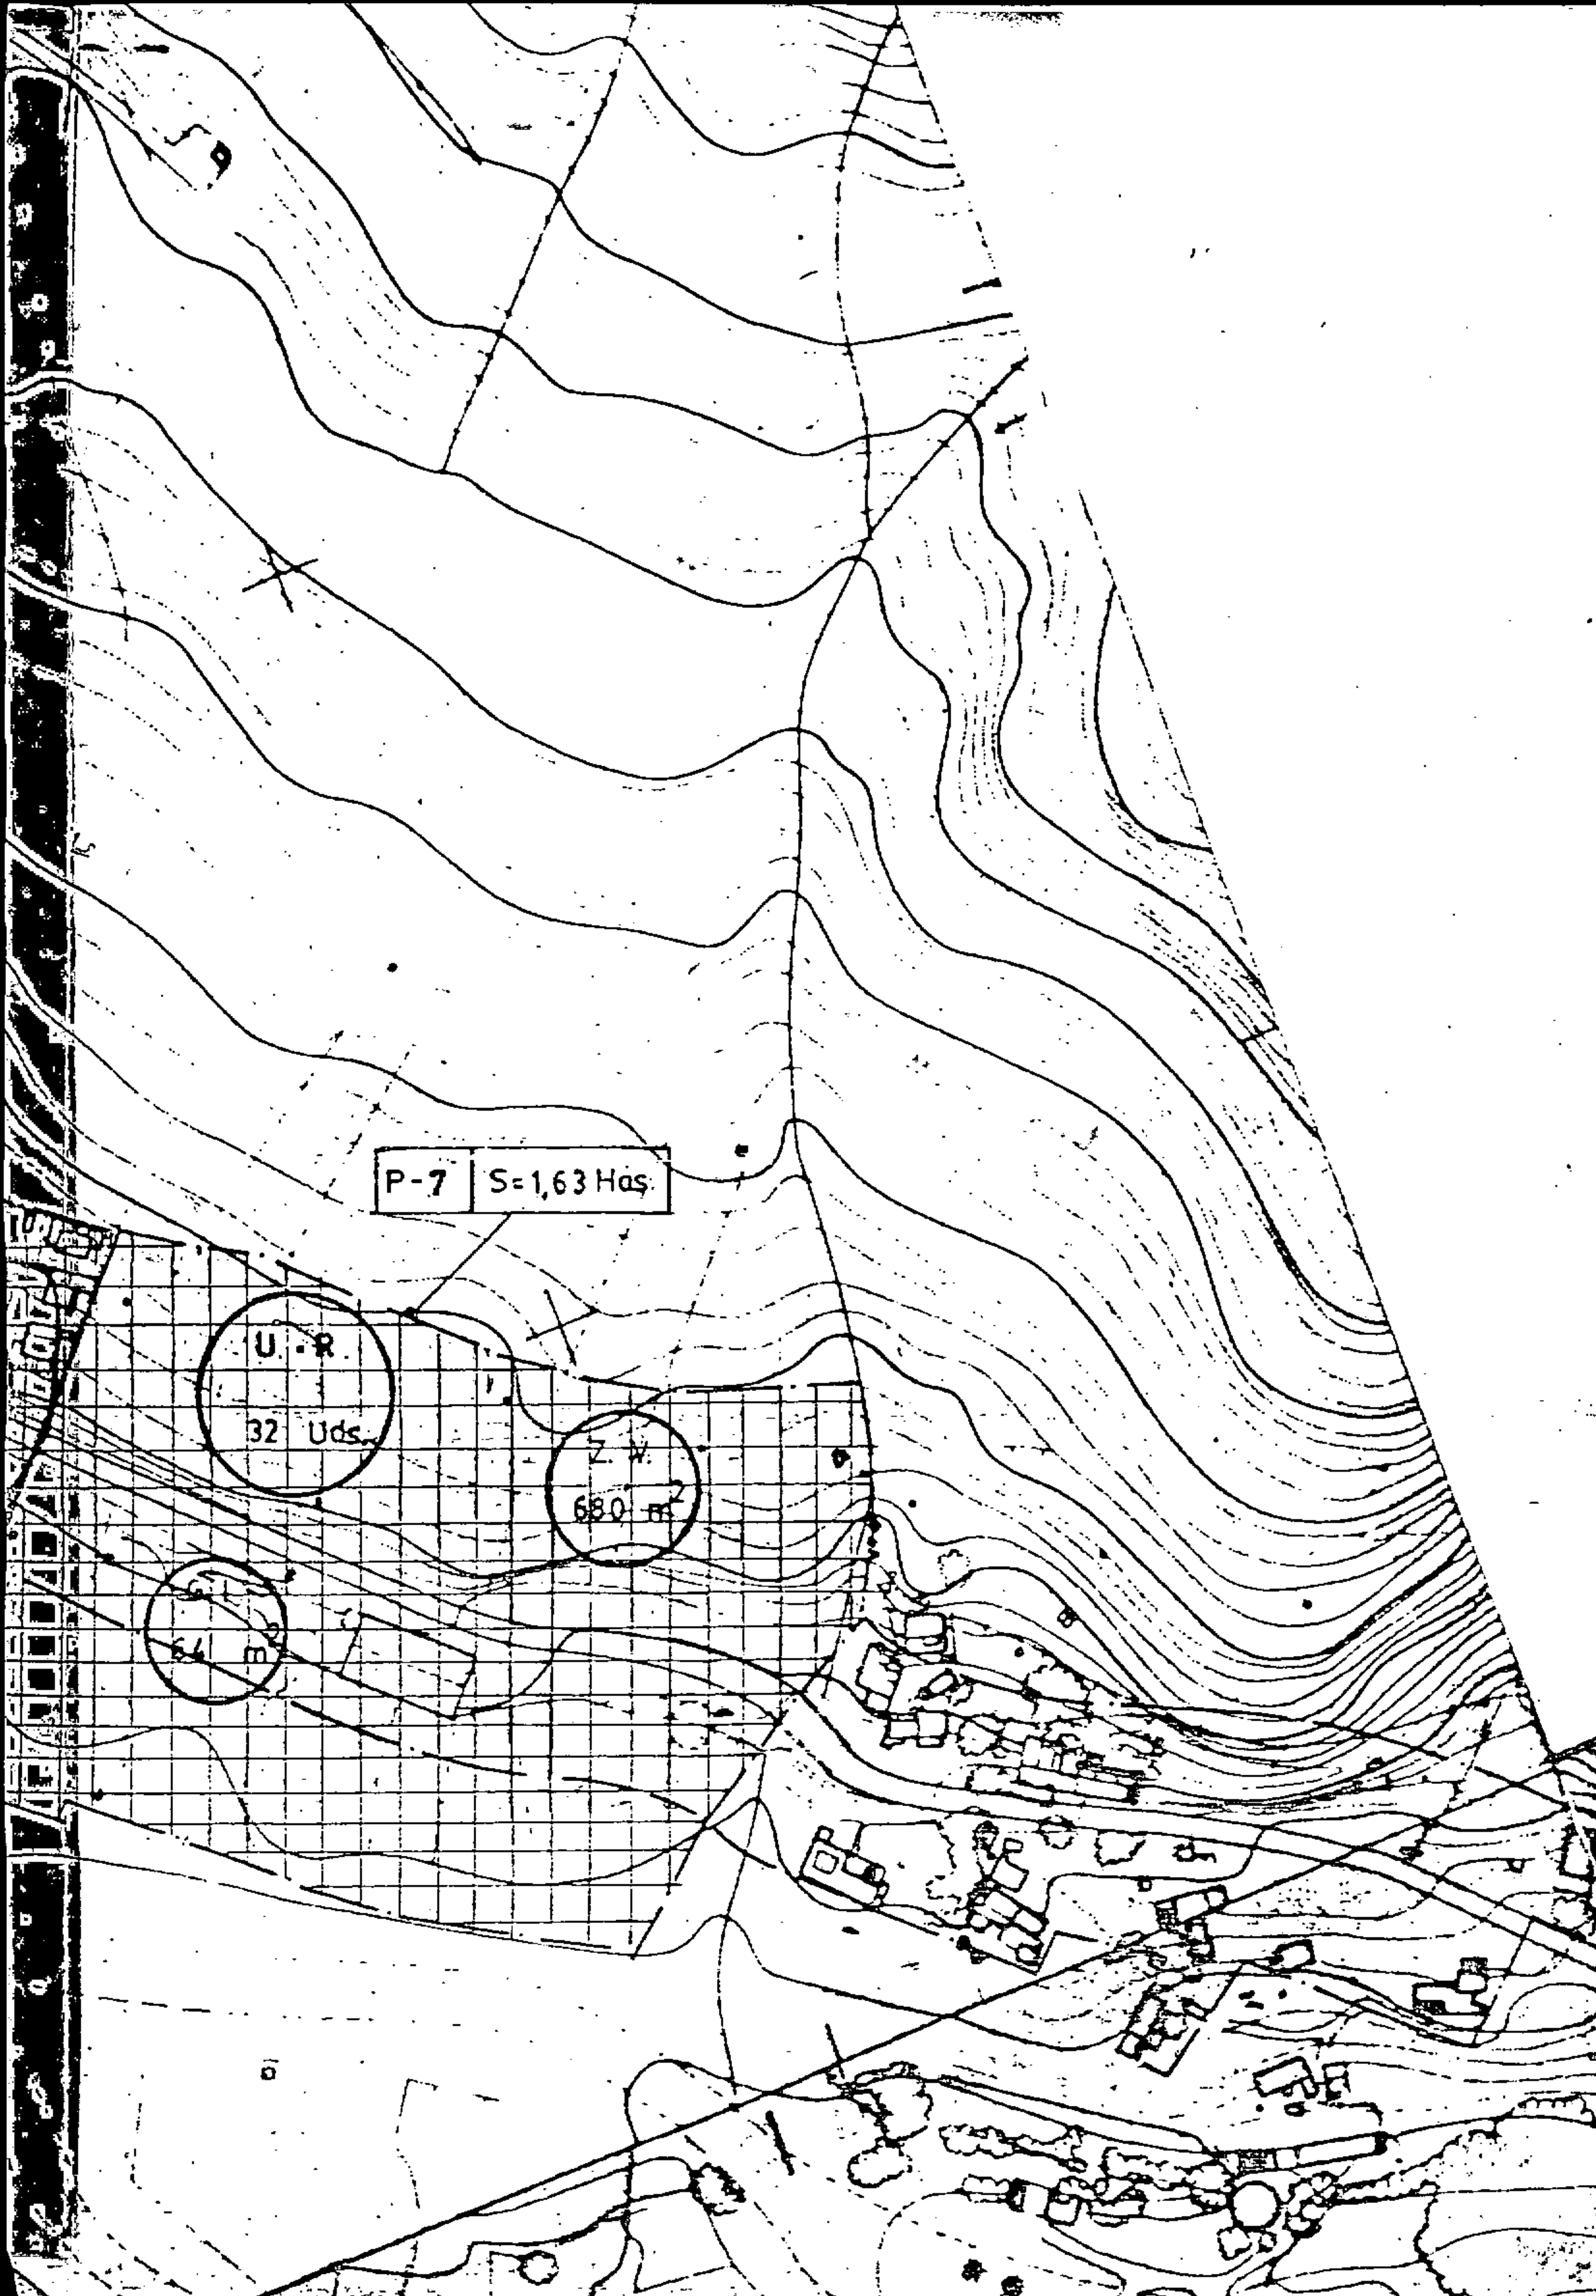 P-7 S=1,63 Has.
U.R.
32 Uds.
Z. V.
680 m2
64 m2